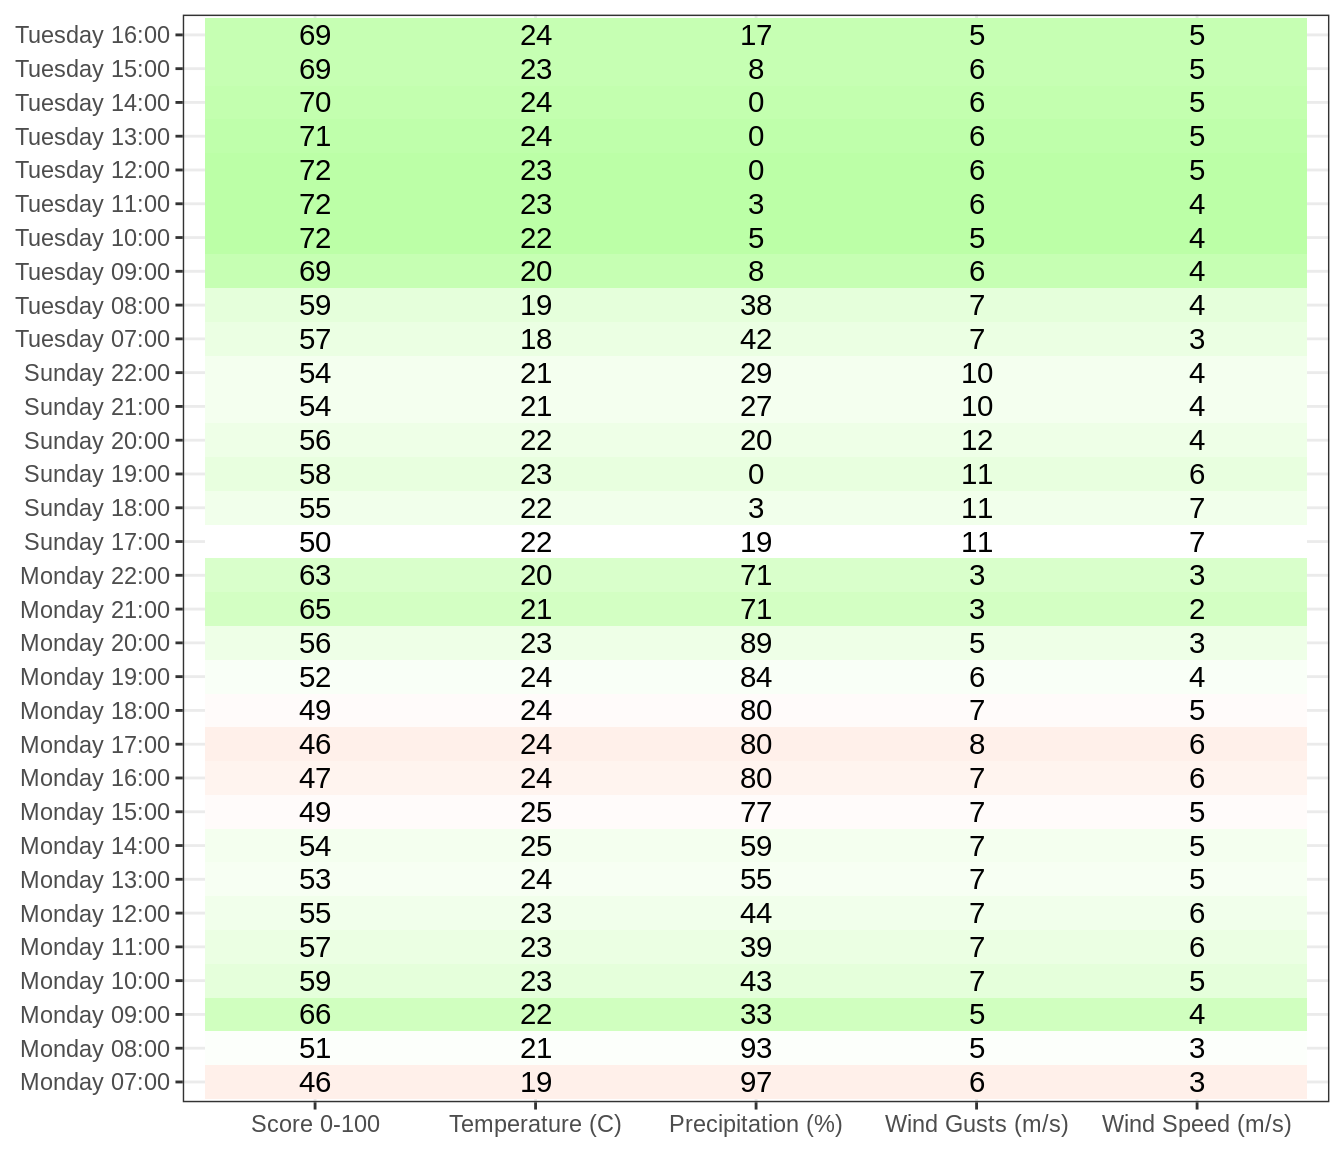 Tuesday 16:00 69 24 17 5 5
Tuesday 15:00 69 23 8 6 5
Tuesday 14:00 70 24 0 6 5
Tuesday 13:00 71 24 0 6 5
Tuesday 12:00 72 23 0 6 5
Tuesday 11:00 72 23 3 6 4
Tuesday 10:00 72 22 5 5 4
Tuesday 09:00 69 20 8 6 4
Tuesday 08:00 59 19 38 7 4
Tuesday 07:00 57 18 42 7 3
Sunday 22:00 54 21 29 10 4
Sunday 21:00 54 21 27 10 4
Sunday 20:00 56 22 20 12 4
Sunday 19:00 58 23 0 11 6
Sunday 18:00 55 22 3 11 7
Sunday 17:00 50 22 19 11 7
Monday 22:00 63 20 71 3 3
Monday 21:00 65 21 71 3 2
Monday 20:00 56 23 89 5 3
Monday 19:00 52 24 84 6 4
Monday 18:00 49 24 80 7 5
Monday 17:00 46 24 80 8 6
Monday 16:00 47 24 80 7 6
Monday 15:00 49 25 77 7 5
Monday 14:00 54 25 59 7 5
Monday 13:00 53 24 55 7 5
Monday 12:00 55 23 44 7 6
Monday 11:00 57 23 39 7 6
Monday 10:00 59 23 43 7 5
Monday 09:00 66 22 33 5 4
Monday 08:00 51 21 93 5 3
Monday 07:00 46 19 97 6 3
Score 0-100 Temperature (C) Precipitation (%) Wind Gusts (m/s) Wind Speed (m/s)